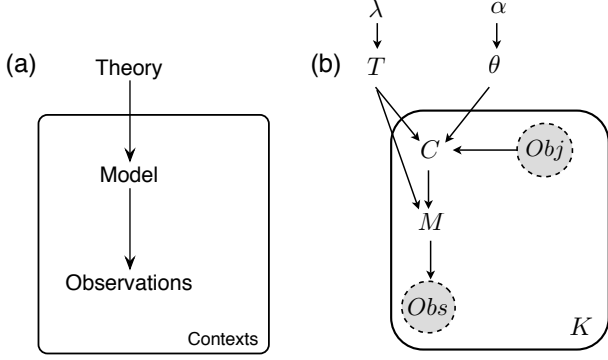 (a)
Theory
Model
Observations
Contexts
(b)
λ
α
T
θ
C
Obj
M
Obs
K